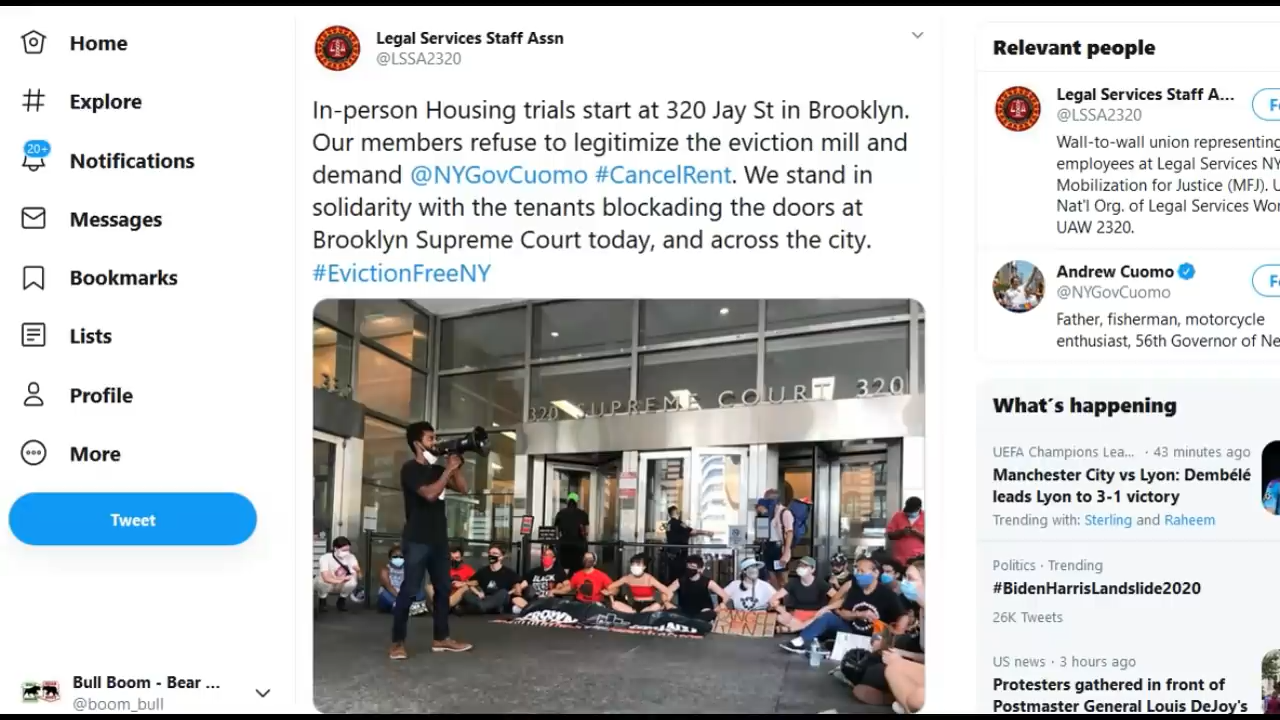 Home
Explore
20+
Notifications
Messages
Bookmarks
Lists
Profile
More
Tweet
Bull Boom - Bear ...
@boom_bull
Legal Services Staff Assn
@LSSA2320
In-person Housing trials start at 320 Jay St in Brooklyn.
Our members refuse to legitimize the eviction mill and
demand @NYGovCuomo #CancelRent. We stand in
solidarity with the tenants blockading the doors at
Brooklyn Supreme Court today, and across the city.
#EvictionFreeNY
320 SUPREME COURT 320
CANCEL
RENT
Relevant people
Legal Services Staff A...
@LSSA2320
Wall-to-wall union representing
employees at Legal Services NY
Mobilization for Justice (MFJ). U
Nat'l Org. of Legal Services Wor
UAW 2320.
Andrew Cuomo
@NYGovCuomo
Father, fisherman, motorcycle
enthusiast, 56th Governor of Ne
What´s happening
UEFA Champions Lea... · 43 minutes ago
Manchester City vs Lyon: Dembélé
leads Lyon to 3-1 victory
Trending with: Sterling and Raheem
Politics · Trending
#BidenHarrisLandslide2020
26K Tweets
US news · 3 hours ago
Protesters gathered in front of
Postmaster General Louis DeJoy's